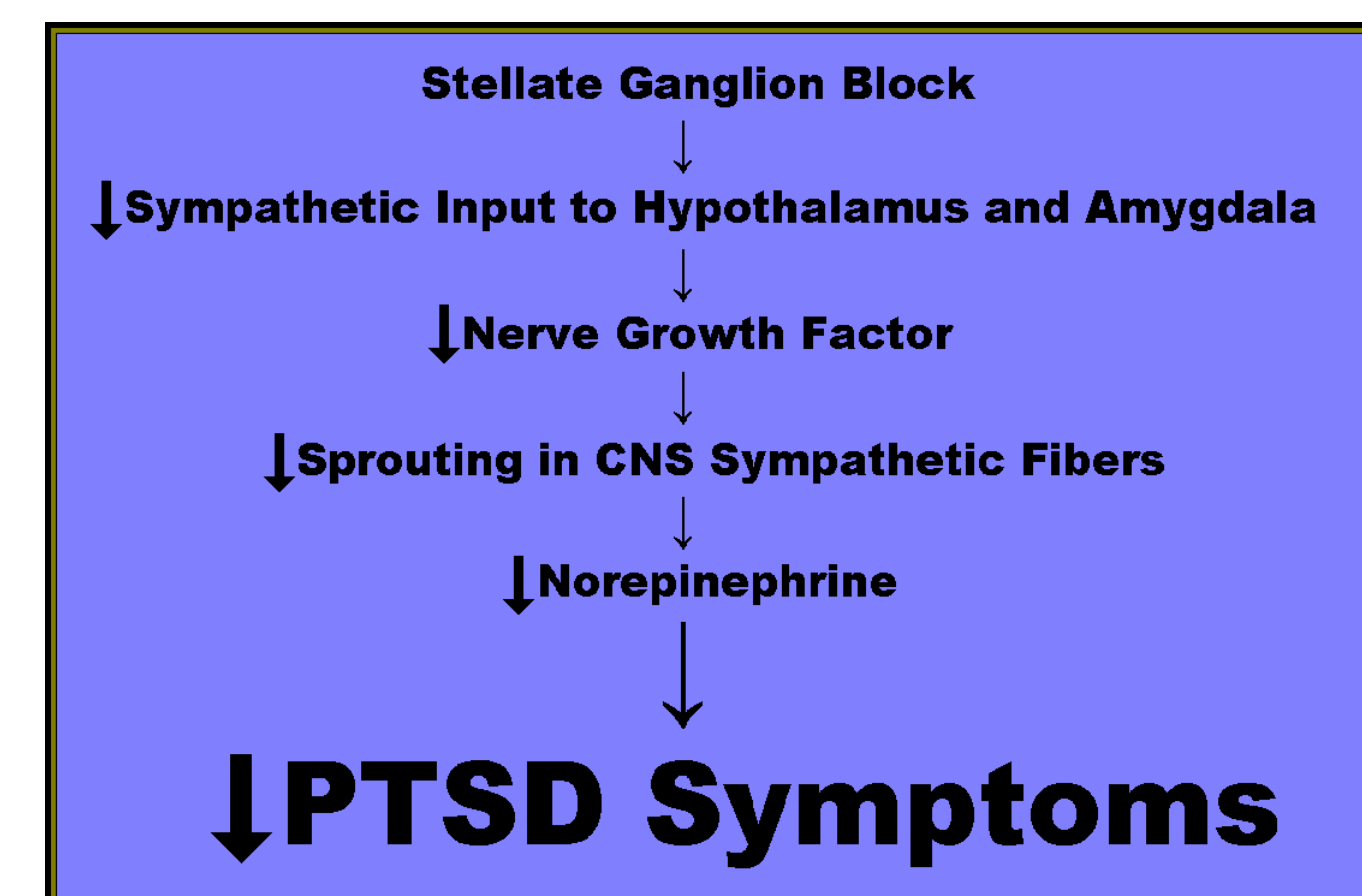 Stellate Ganglion Block
↓
↓Sympathetic Input to Hypothalamus and Amygdala
↓
↓Nerve Growth Factor
↓
↓Sprouting in CNS Sympathetic Fibers
↓
↓Norepinephrine
↓
↓PTSD Symptoms